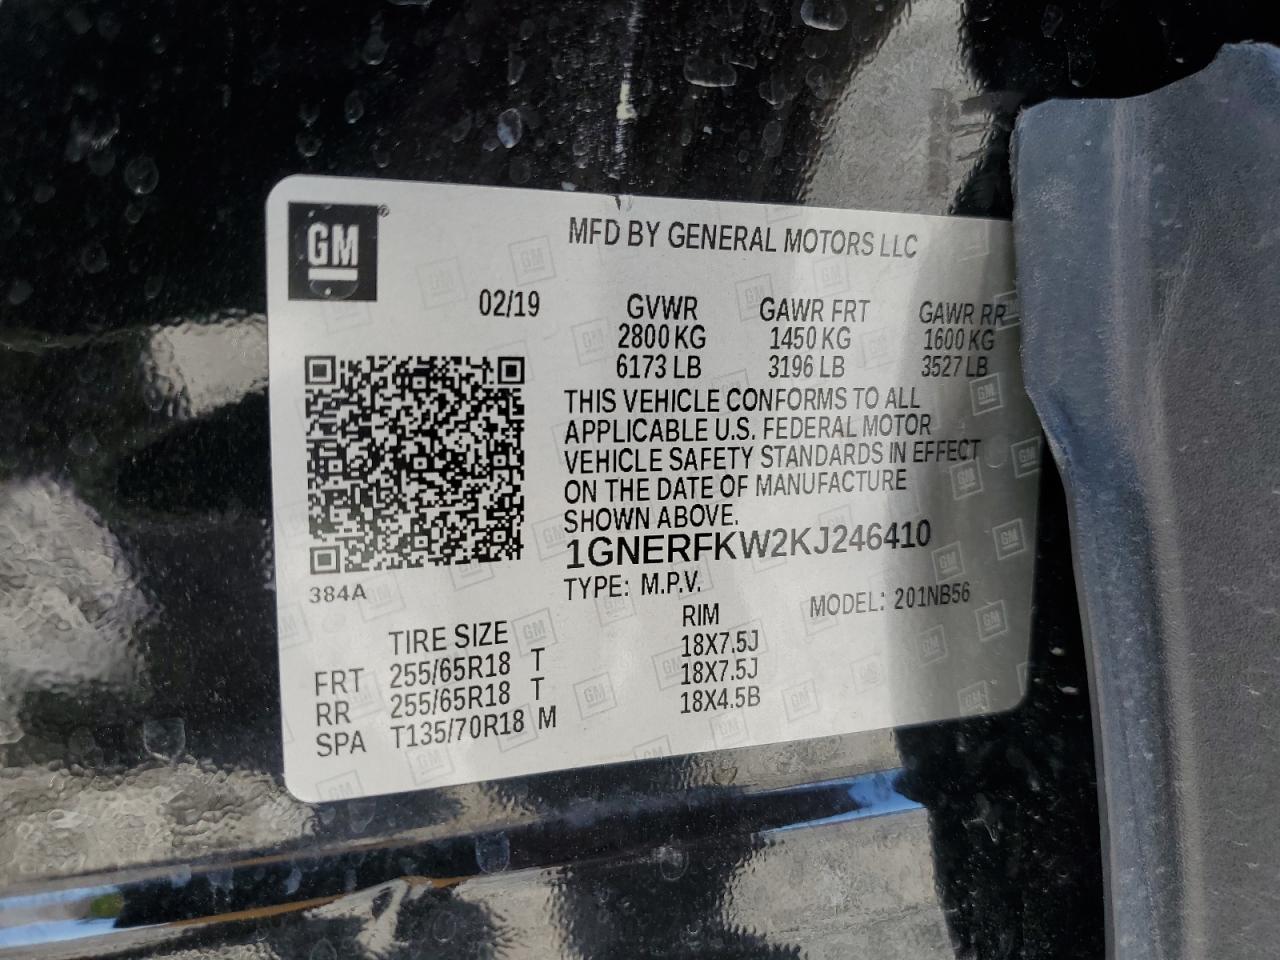 GM®
MFD BY GENERAL MOTORS LLC
02/19 GVWR GAWR FRT GAWR RR
2800 KG 1450 KG 1600 KG
6173 LB 3196 LB 3527 LB
THIS VEHICLE CONFORMS TO ALL
APPLICABLE U.S. FEDERAL MOTOR
VEHICLE SAFETY STANDARDS IN EFFECT
ON THE DATE OF MANUFACTURE
SHOWN ABOVE.
1GNERFKW2KJ246410
384A
TYPE: M.P.V. MODEL: 201NB56
TIRE SIZE RIM
FRT 255/65R18 T 18X7.5J
RR 255/65R18 T 18X7.5J
SPA T135/70R18 M 18X4.5B